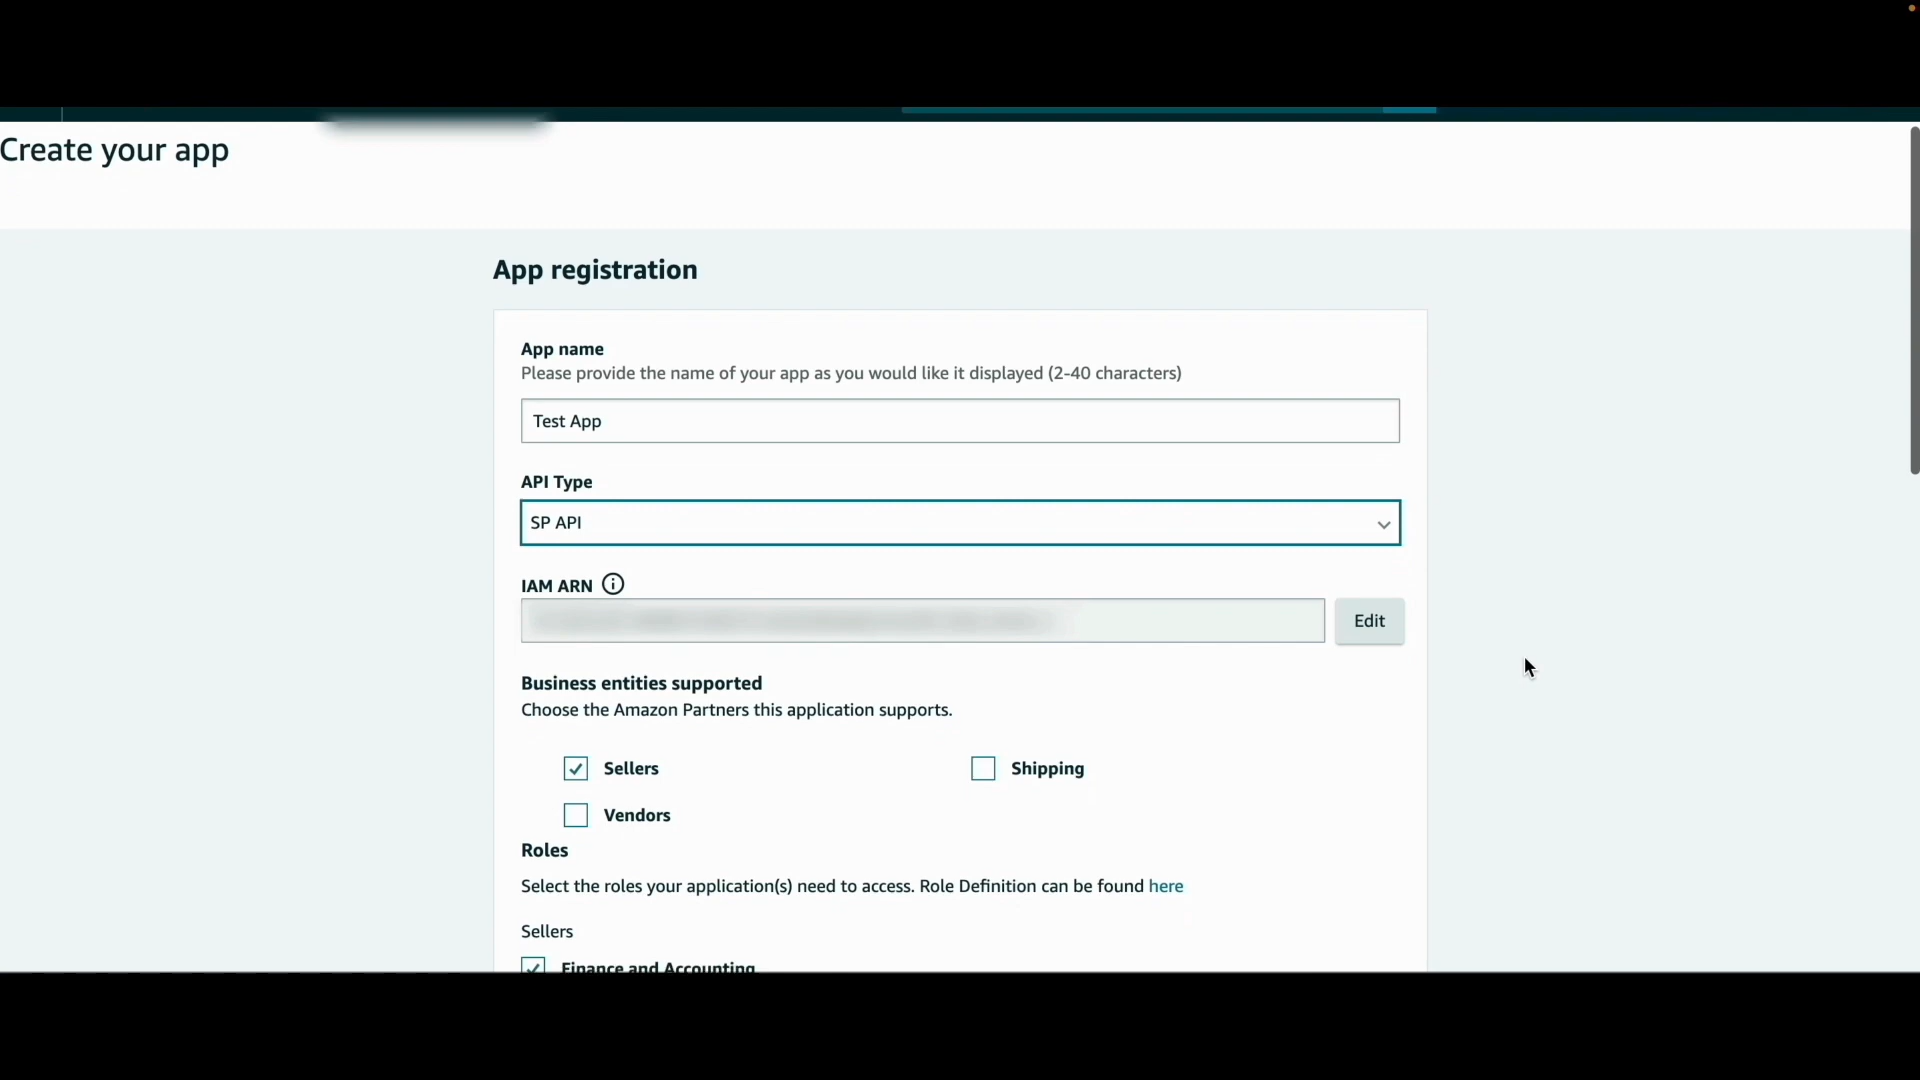 Create your app
App registration
App name
Please provide the name of your app as you would like it displayed (2-40 characters)
Test App
API Type
SP API
IAM ARN
Edit
Business entities supported
Choose the Amazon Partners this application supports.
Sellers
Shipping
Vendors
Roles
Select the roles your application(s) need to access. Role Definition can be found here
Sellers
Finance and Accounting